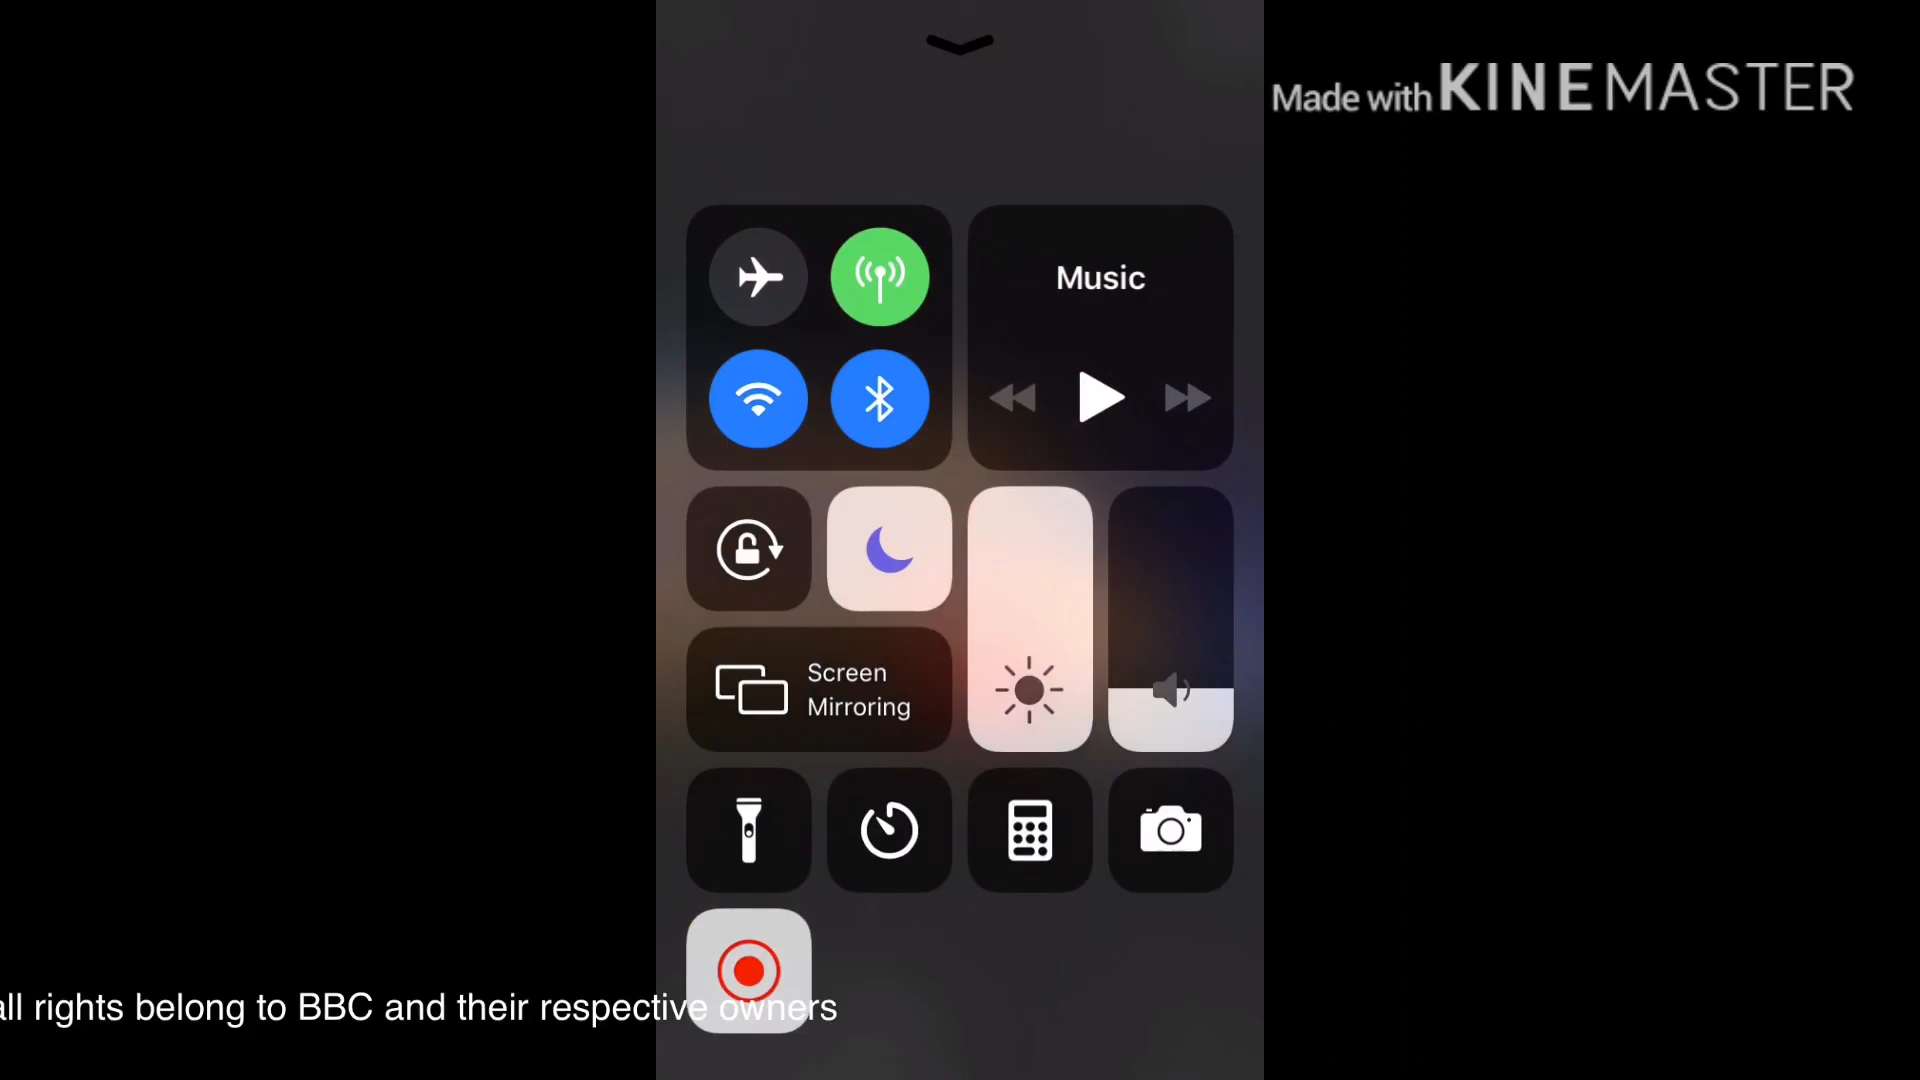 Made with KINEMASTER
Music
Screen
Mirroring
all rights belong to BBC and their respective owners